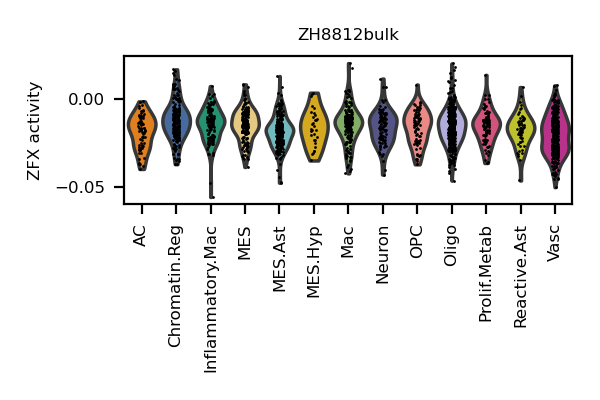 ZH8812bulk
ZFX activity
0.00
−0.05
AC
Chromatin.Reg
Inflammatory.Mac
MES
MES.Ast
MES.Hyp
Mac
Neuron
OPC
Oligo
Prolif.Metab
Reactive.Ast
Vasc